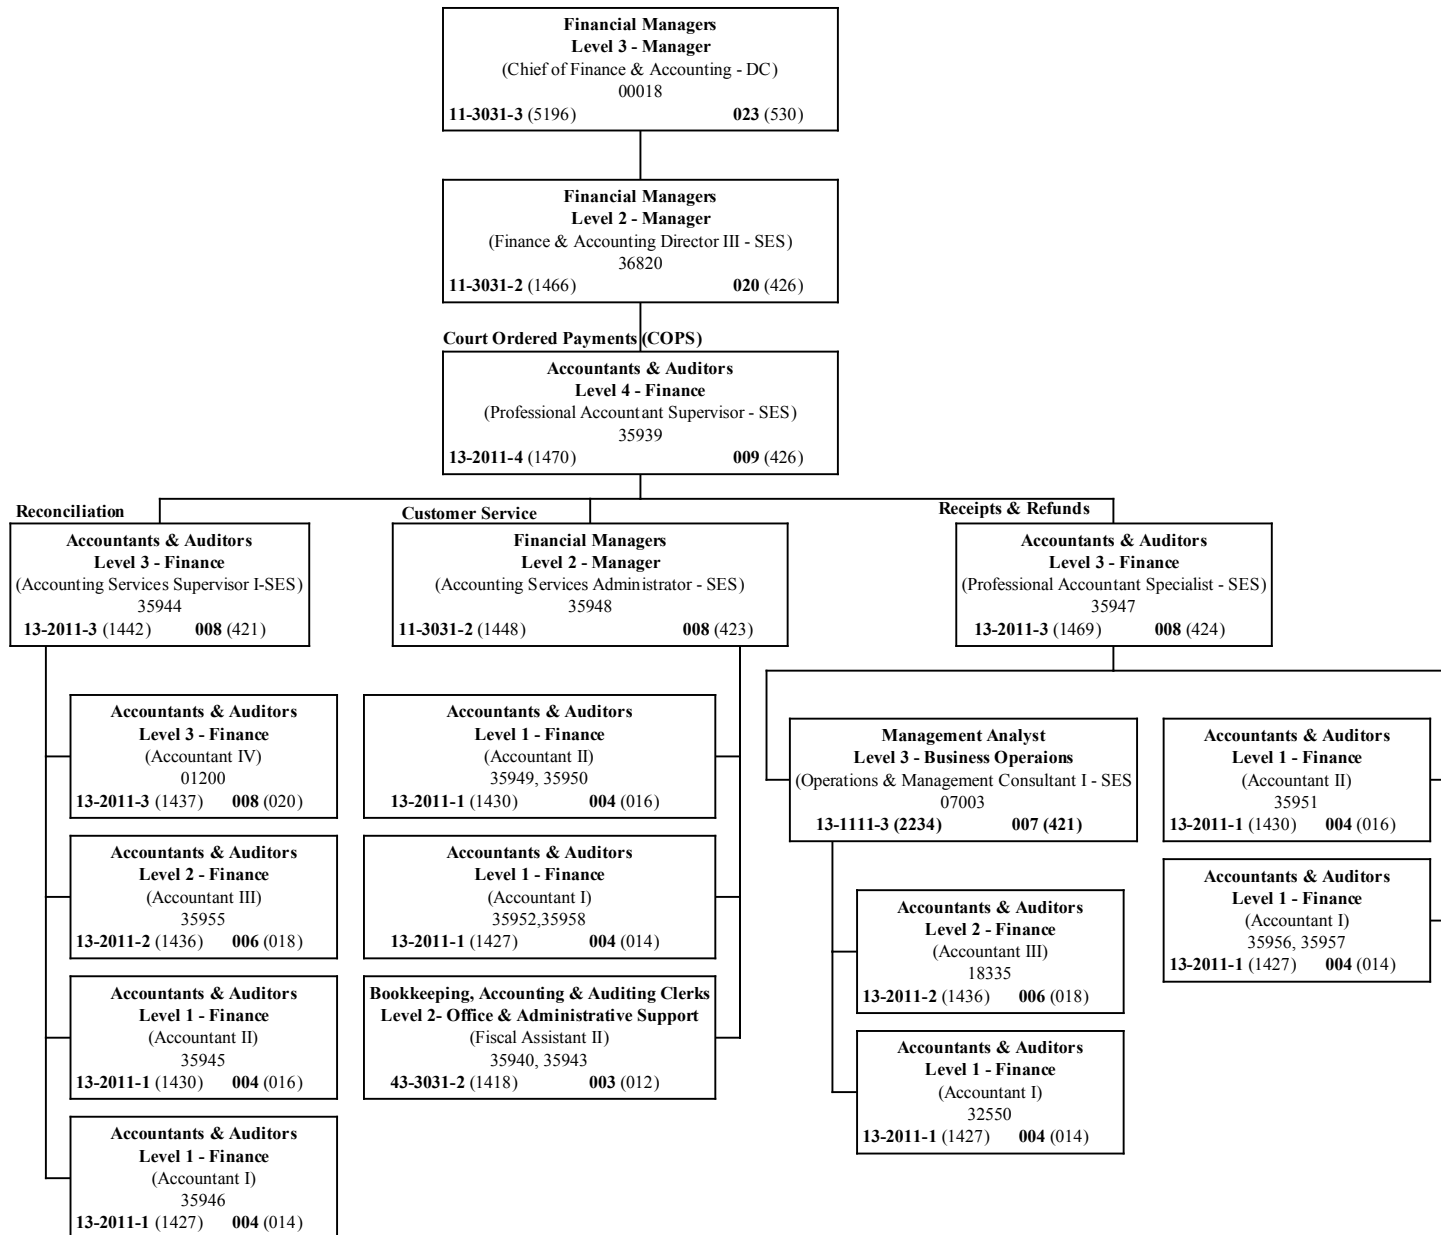 Financial Managers
Level 3 - Manager
(Chief of Finance & Accounting - DC)
00018
11-3031-3 (5196) 023 (530)
Financial Managers
Level 2 - Manager
(Finance & Accounting Director III - SES)
36820
11-3031-2 (1466) 020 (426)
Court Ordered Payments (COPS)
Accountants & Auditors
Level 4 - Finance
(Professional Accountant Supervisor - SES)
35939
13-2011-4 (1470) 009 (426)
Reconciliation
Accountants & Auditors
Level 3 - Finance
(Accounting Services Supervisor I-SES)
35944
13-2011-3 (1442) 008 (421)
Accountants & Auditors
Level 3 - Finance
(Accountant IV)
01200
13-2011-3 (1437) 008 (020)
Accountants & Auditors
Level 2 - Finance
(Accountant III)
35955
13-2011-2 (1436) 006 (018)
Accountants & Auditors
Level 1 - Finance
(Accountant II)
35945
13-2011-1 (1430) 004 (016)
Accountants & Auditors
Level 1 - Finance
(Accountant I)
35946
13-2011-1 (1427) 004 (014)
Customer Service
Financial Managers
Level 2 - Manager
(Accounting Services Administrator - SES)
35948
11-3031-2 (1448) 008 (423)
Accountants & Auditors
Level 1 - Finance
(Accountant II)
35949, 35950
13-2011-1 (1430) 004 (016)
Accountants & Auditors
Level 1 - Finance
(Accountant I)
35952,35958
13-2011-1 (1427) 004 (014)
Bookkeeping, Accounting & Auditing Clerks
Level 2- Office & Administrative Support
(Fiscal Assistant II)
35940, 35943
43-3031-2 (1418) 003 (012)
Receipts & Refunds
Accountants & Auditors
Level 3 - Finance
(Professional Accountant Specialist - SES)
35947
13-2011-3 (1469) 008 (424)
Management Analyst
Level 3 - Business Operaions
(Operations & Management Consultant I - SES
07003
13-1111-3 (2234) 007 (421)
Accountants & Auditors
Level 2 - Finance
(Accountant III)
18335
13-2011-2 (1436) 006 (018)
Accountants & Auditors
Level 1 - Finance
(Accountant I)
32550
13-2011-1 (1427) 004 (014)
Accountants & Auditors
Level 1 - Finance
(Accountant II)
35951
13-2011-1 (1430) 004 (016)
Accountants & Auditors
Level 1 - Finance
(Accountant I)
35956, 35957
13-2011-1 (1427) 004 (014)